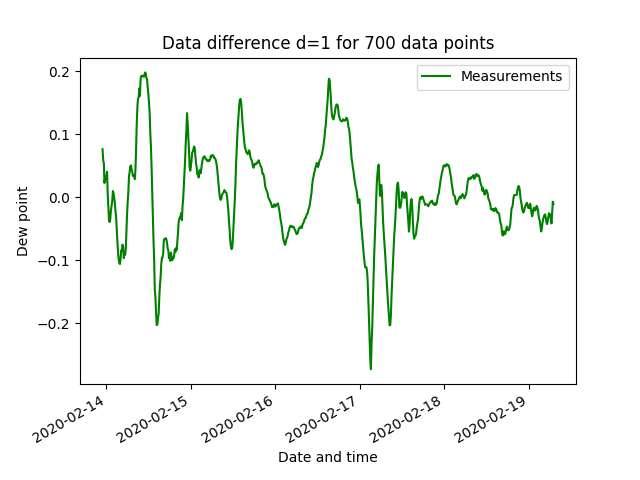 Data difference d=1 for 700 data points
Measurements
0.2
0.1
0.0
−0.1
−0.2
Dew point
2020-02-14
2020-02-15
2020-02-16
2020-02-17
2020-02-18
2020-02-19
Date and time